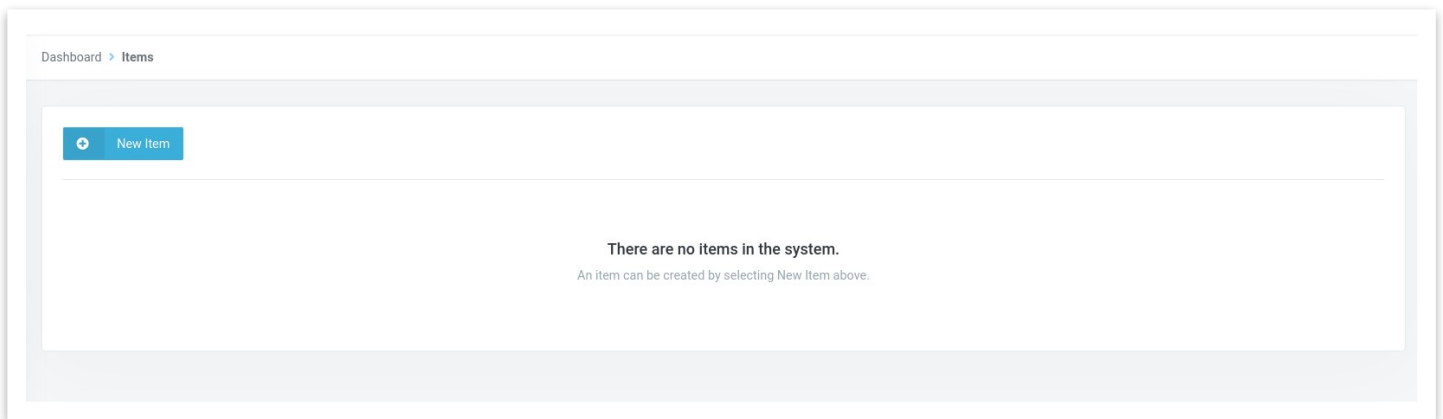 Dashboard > Items
New Item
There are no items in the system.
An item can be created by selecting New Item above.